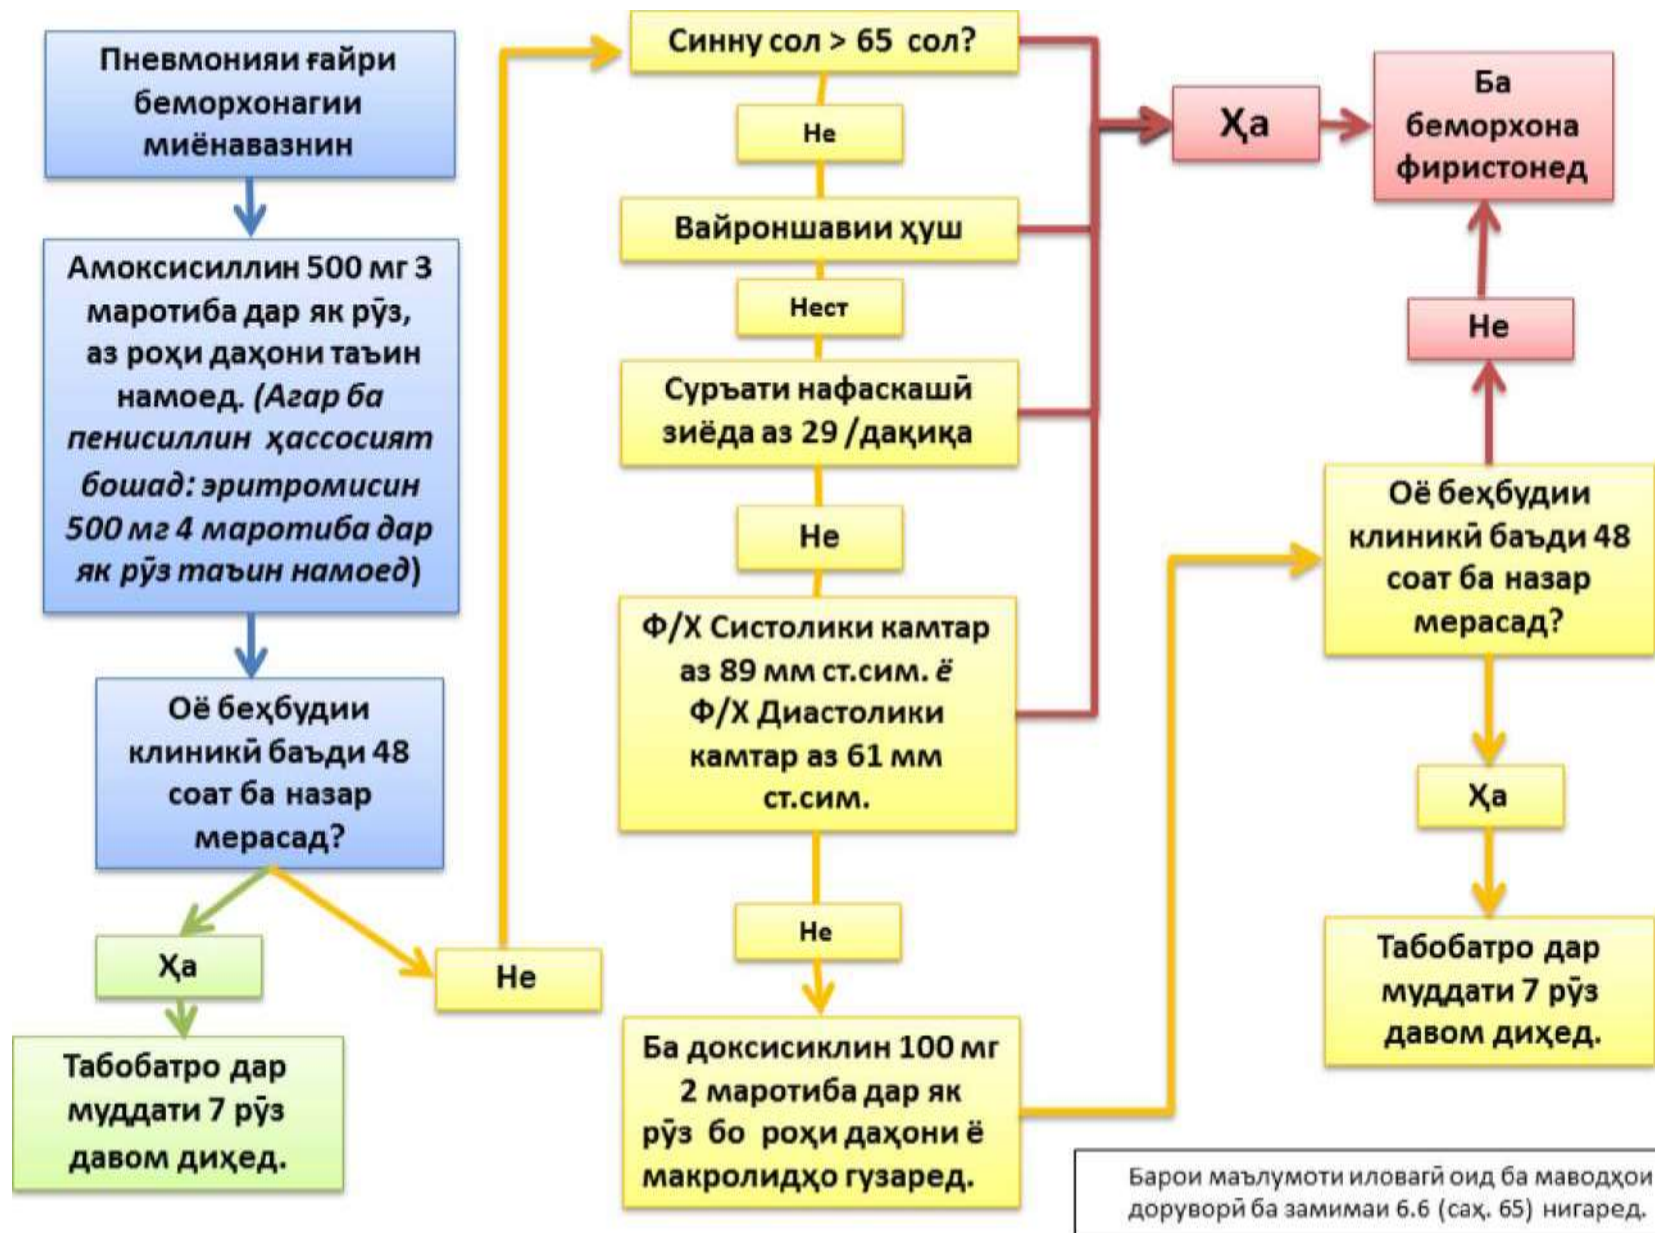 Пневмонияи ғайри
беморхонагии
миёнавазнин
Амоксисиллин 500 мг 3
маротиба дар як рӯз,
аз роҳи даҳони таъин
намоед. (Агар ба
пенисиллин ҳассосият
бошад: эритромисин
500 мг 4 маротиба дар
як рӯз таъин намоед)
Оё беҳбудии
клиникӣ баъди 48
соат ба назар
мерасад?
Ҳа
Табобатро дар
муддати 7 рӯз
давом диҳед.
Не
Синну сол > 65 сол?
Не
Вайроншавии ҳуш
Нест
Суръати нафаскашӣ
зиёда аз 29 /дақиқа
Не
Ф/Х Систолики камтар
аз 89 мм ст.сим. ё
Ф/Х Диастолики
камтар аз 61 мм
ст.сим.
Не
Ба доксисиклин 100 мг
2 маротиба дар як
рӯз бо роҳи даҳони ё
макролидҳо гузаред.
Ҳа
Ба
беморхона
фиристонед
Не
Оё беҳбудии
клиникӣ баъди 48
соат ба назар
мерасад?
Ҳа
Табобатро дар
муддати 7 рӯз
давом диҳед.
Барои маълумоти иловагӣ оид ба маводҳои
доруворӣ ба замимаи 6.6 (саҳ. 65) нигаред.